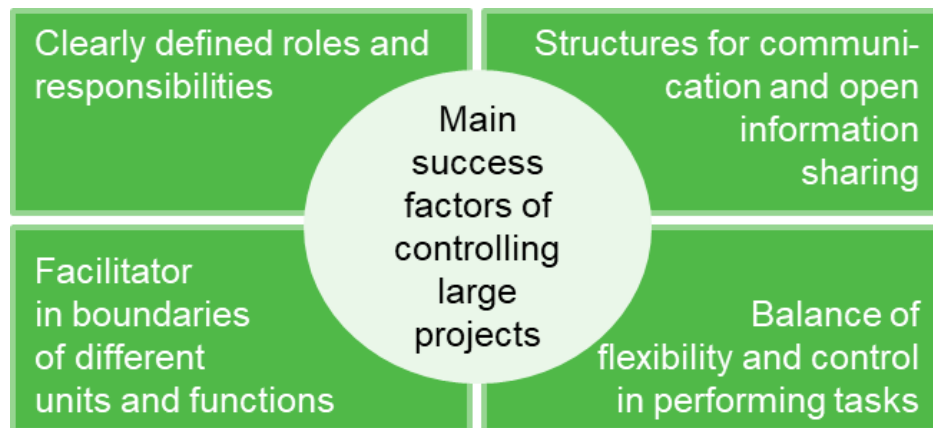 Clearly defined roles and
responsibilities
Structures for communi-
cation and open
information
sharing
Main
success
factors of
controlling
large
projects
Facilitator
in boundaries
of different
units and functions
Balance of
flexibility and control
in performing tasks